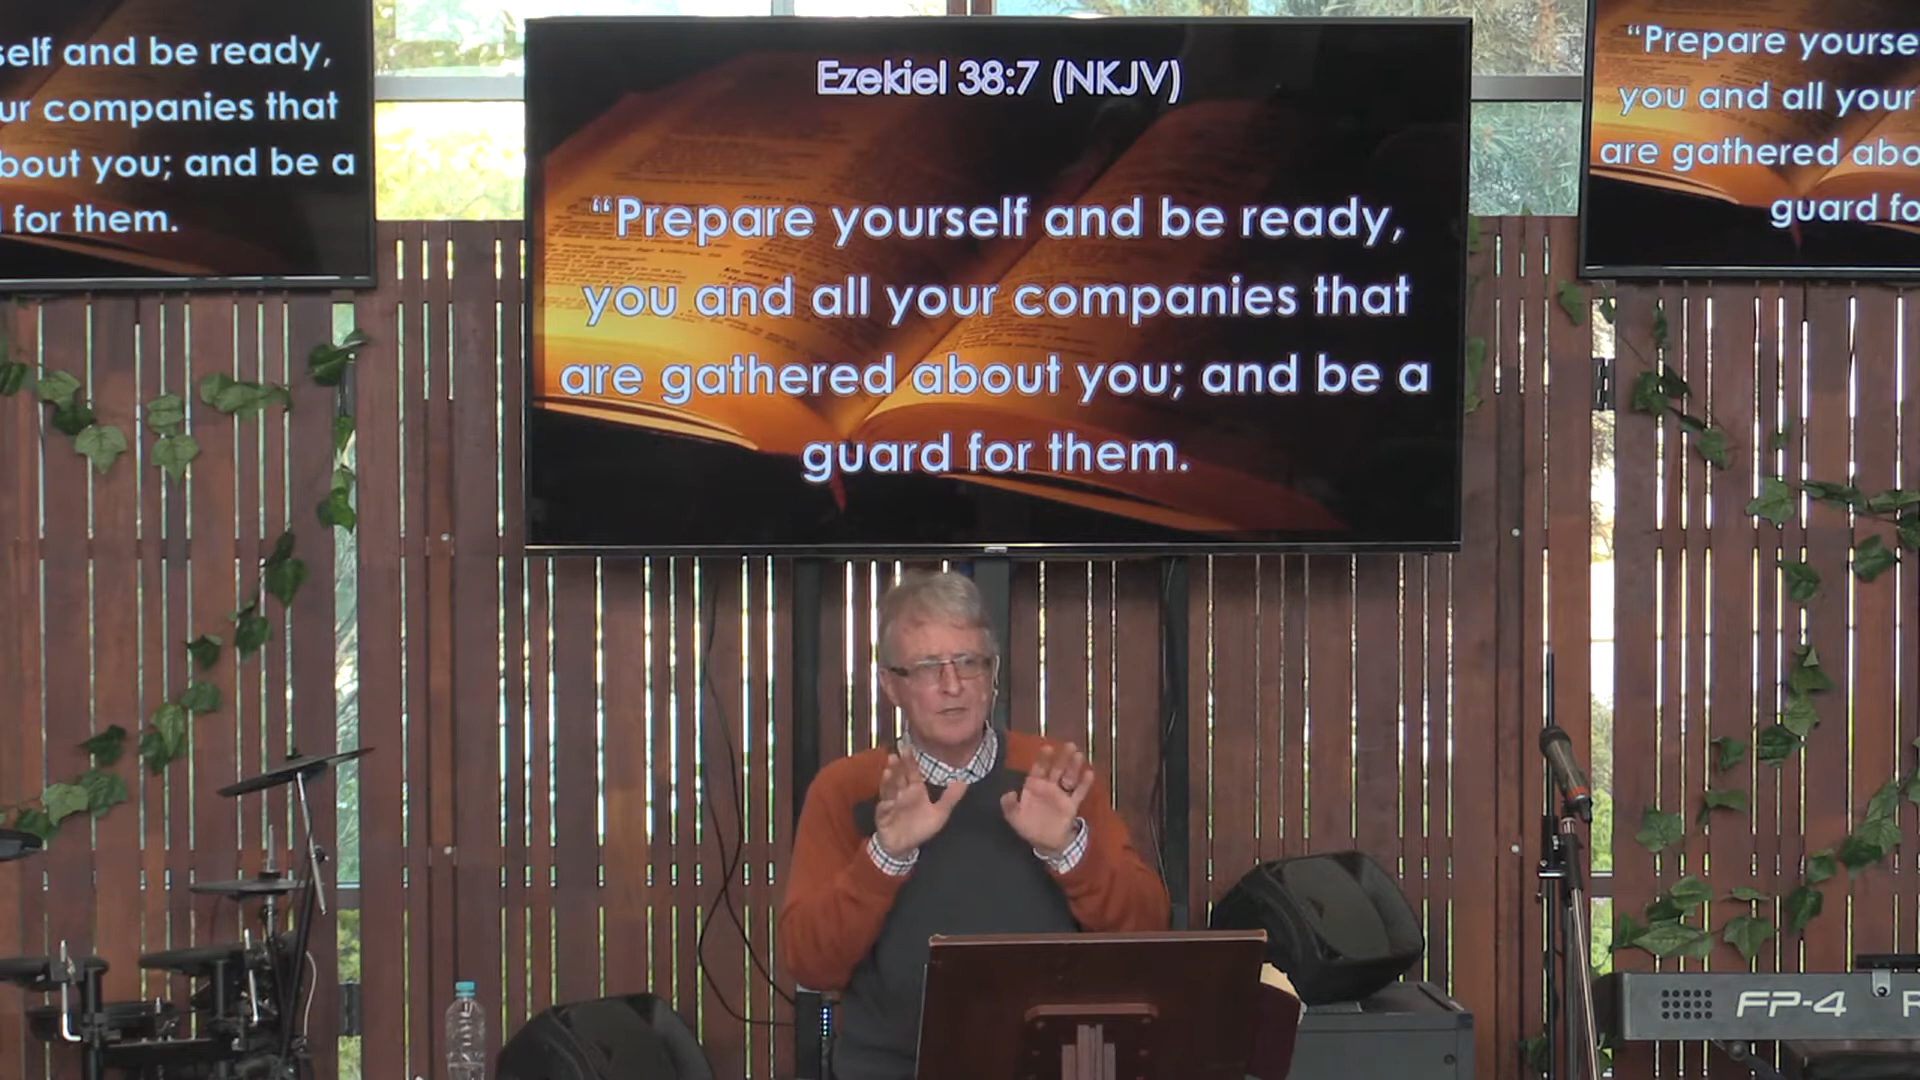 self and be ready,
ur companies that
bout you; and be a
for them.
Ezekiel 38:7 (NKJV)
“Prepare yourself and be ready,
you and all your companies that
are gathered about you; and be a
guard for them.
“Prepare yourse
you and all your
are gathered abo
guard fo
FP-4
R